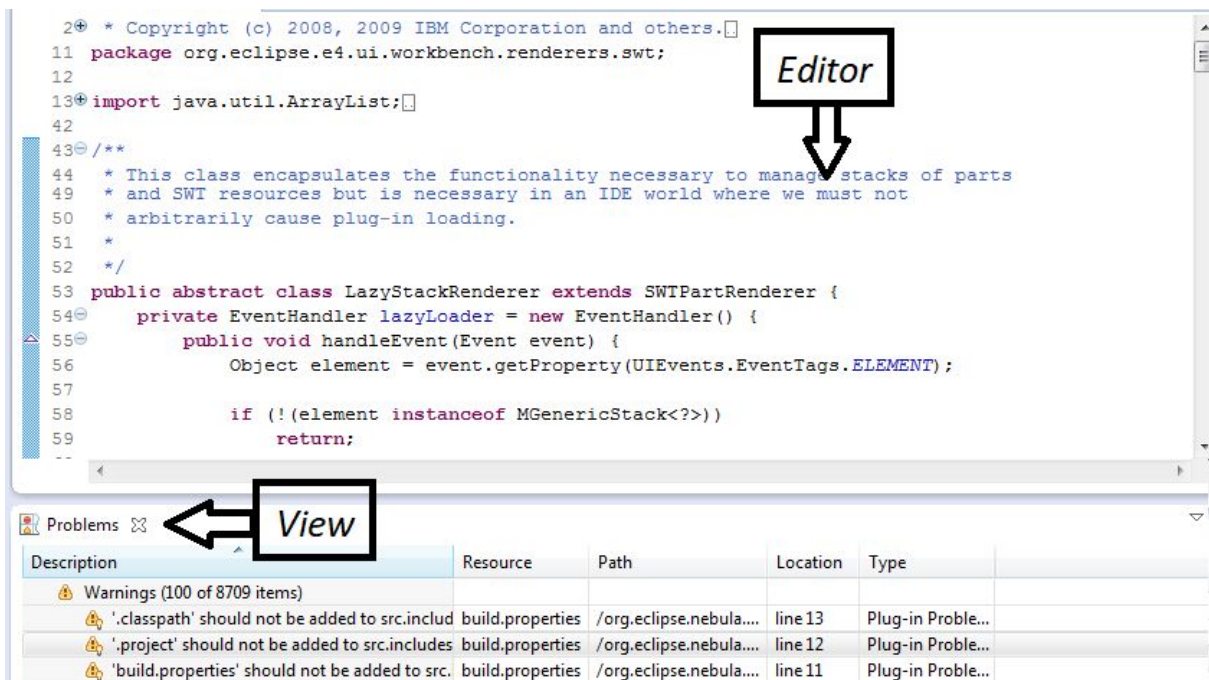 2 * Copyright (c) 2008, 2009 IBM Corporation and others.
11 package org.eclipse.e4.ui.workbench.renderers.swt;
12
13 import java.util.ArrayList;
42
43 /**
44 * This class encapsulates the functionality necessary to manage stacks of parts
49 * and SWT resources but is necessary in an IDE world where we must not
50 * arbitrarily cause plug-in loading.
51 *
52 */
53 public abstract class LazyStackRenderer extends SWTPartRenderer {
54 private EventHandler lazyLoader = new EventHandler() {
55 public void handleEvent(Event event) {
56 Object element = event.getProperty(UIEvents.EventTags.ELEMENT);
57
58 if (!(element instanceof MGenericStack<?>))
59 return;
Editor
Problems
View
Description Resource Path Location Type
Warnings (100 of 8709 items)
'.classpath' should not be added to src.includ build.properties /org.eclipse.nebula.... line 13 Plug-in Proble...
'.project' should not be added to src.includes build.properties /org.eclipse.nebula.... line 12 Plug-in Proble...
'build.properties' should not be added to src. build.properties /org.eclipse.nebula.... line 11 Plug-in Proble...